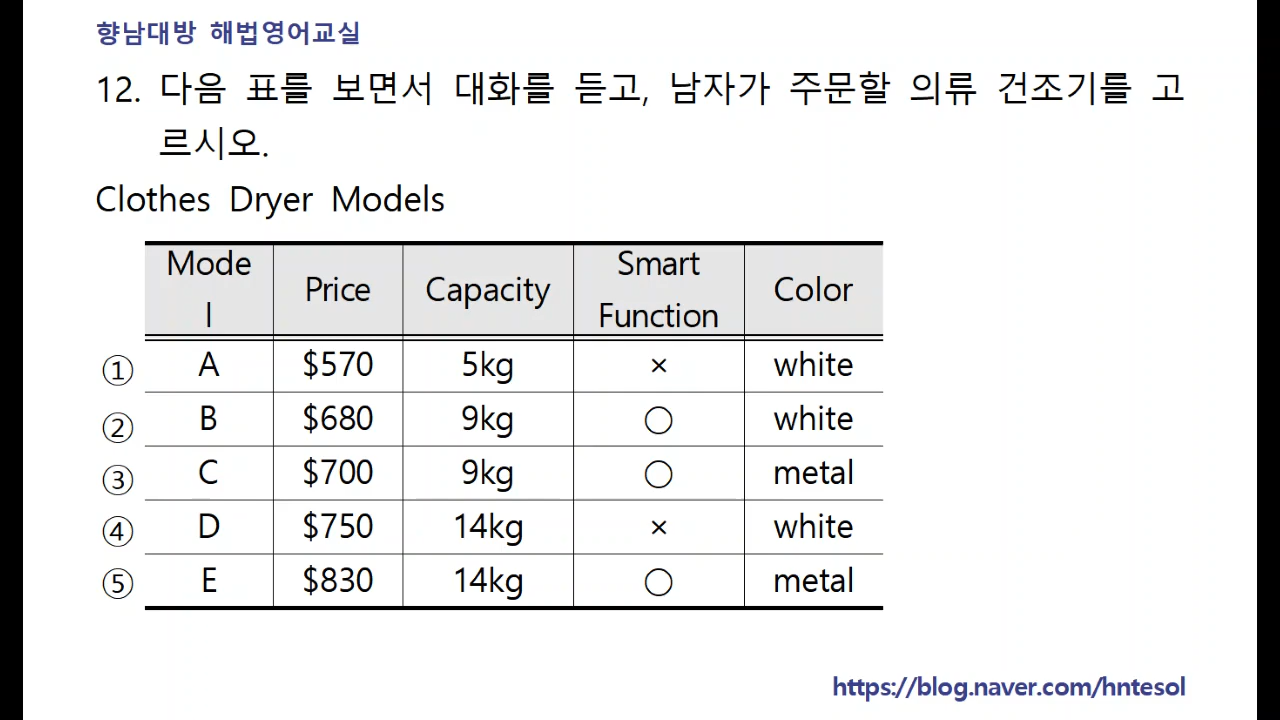 향남대방 해법영어교실
12. 다음 표를 보면서 대화를 듣고, 남자가 주문할 의류 건조기를 고
르시오.
Clothes Dryer Models
Mode
l Price Capacity Smart
Function Color
① A $570 5kg × white
② B $680 9kg ○ white
③ C $700 9kg ○ metal
④ D $750 14kg × white
⑤ E $830 14kg ○ metal
https://blog.naver.com/hntesol